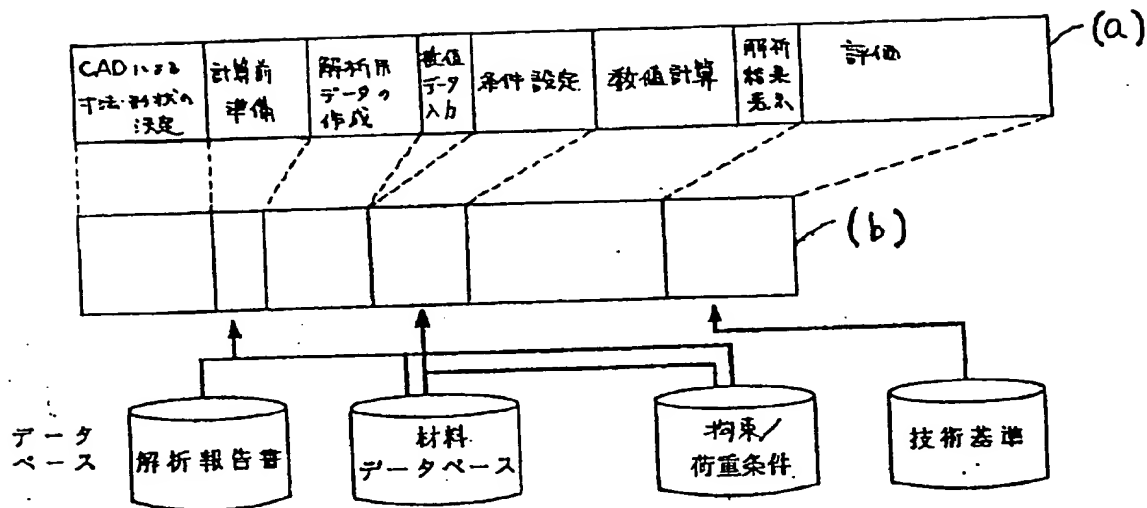 (a)
CADによる
寸法・形状の
決定
計算前
準備
解析用
データの
作成
数値
データ
入力
条件設定
数値計算
解析
結果
表示
評価
(b)
データ
ベース
解析報告書
材料
データベース
拘束/
荷重条件
技術基準